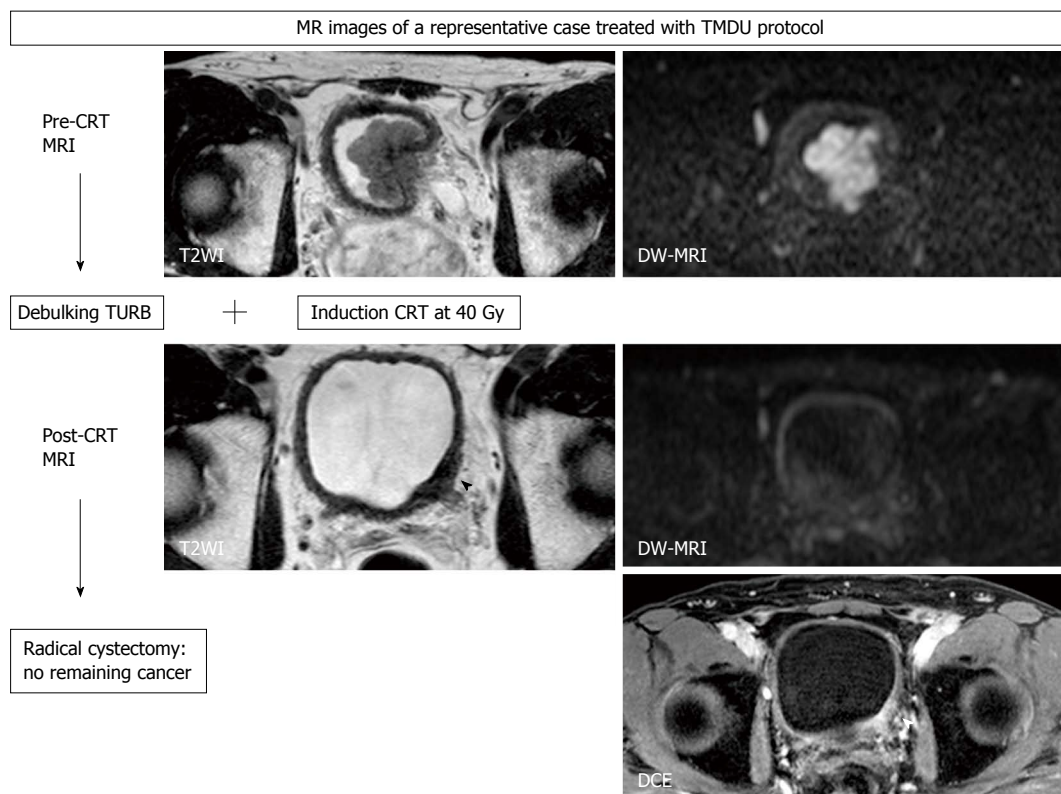 MR images of a representative case treated with TMDU protocol
Pre-CRT
MRI
T2WI
DW-MRI
Debulking TURB
+
Induction CRT at 40 Gy
Post-CRT
MRI
T2WI
DW-MRI
Radical cystectomy:
no remaining cancer
DCE